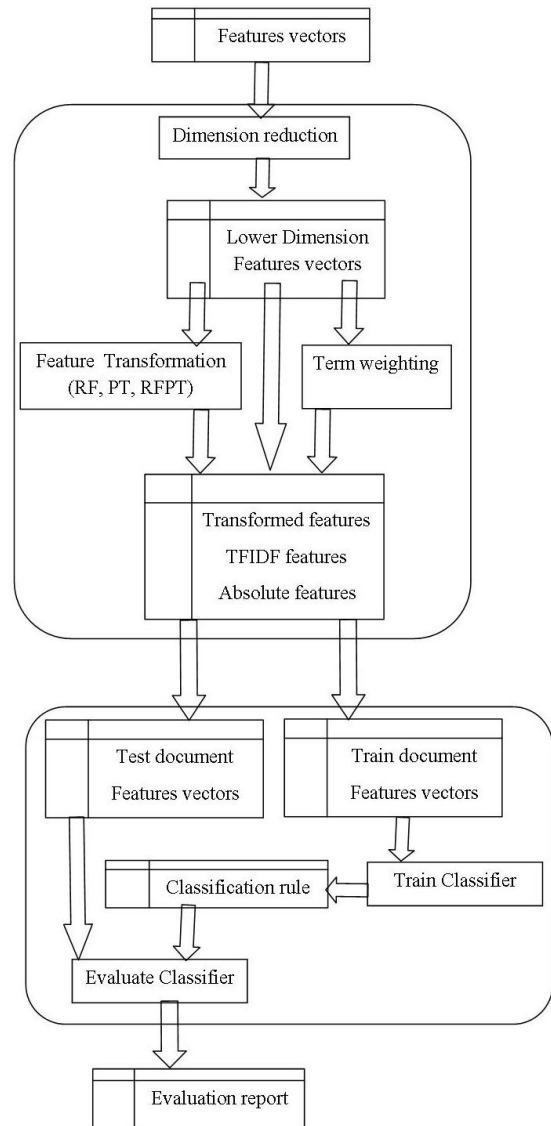 Features vectors
Dimension reduction
Lower Dimension
Features vectors
Feature Transformation
(RF, PT, RFPT)
Term weighting
Transformed features
TFIDF features
Absolute features
Test document
Features vectors
Train document
Features vectors
Train Classifier
Classification rule
Evaluate Classifier
Evaluation report